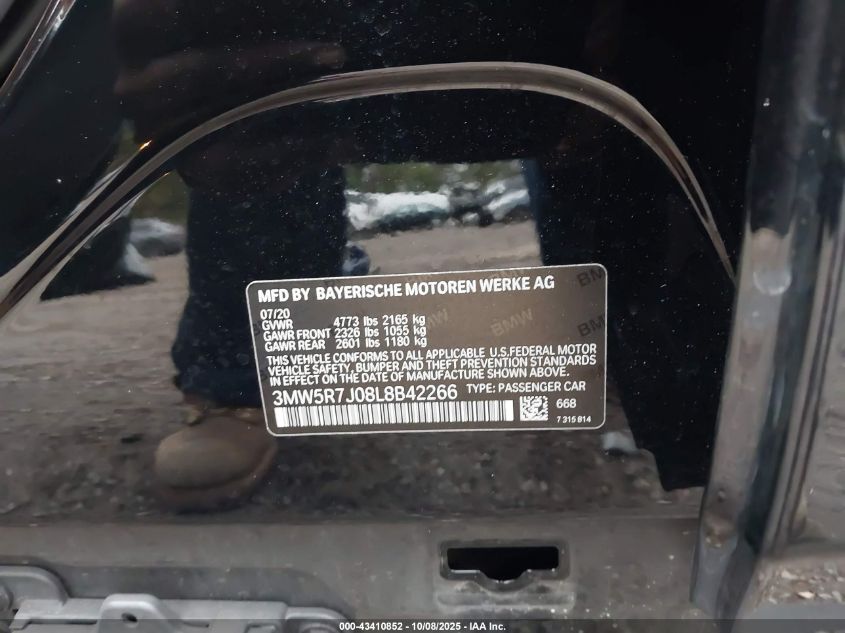 MFD BY BAYERISCHE MOTOREN WERKE AG
07/20
GVWR 4773 lbs 2165 kg
GAWR FRONT 2326 lbs 1055 kg
GAWR REAR 2601 lbs 1180 kg
THIS VEHICLE CONFORMS TO ALL APPLICABLE U.S.FEDERAL MOTOR
VEHICLE SAFETY, BUMPER AND THEFT PREVENTION STANDARDS
IN EFFECT ON THE DATE OF MANUFACTURE SHOWN ABOVE.
3MW5R7J08L8B42266 TYPE: PASSENGER CAR
668
7 315 814
BMW
000-43410852 - 10/08/2025 - IAA Inc.